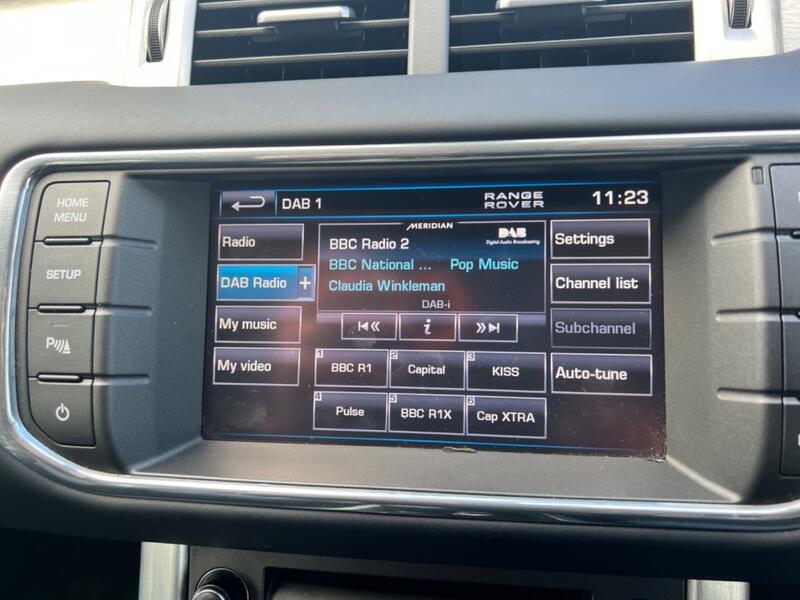 HOME
MENU
SETUP
P
DAB 1
RANGE
ROVER
11:23
Radio
DAB Radio +
My music
My video
MERIDIAN
DAB
Digital Audio Broadcasting
BBC Radio 2
BBC National ... Pop Music
Claudia Winkleman
DAB-i
i
Settings
Channel list
Subchannel
Auto-tune
1 BBC R1
2 Capital
3 KISS
4 Pulse
5 BBC R1X
6 Cap XTRA